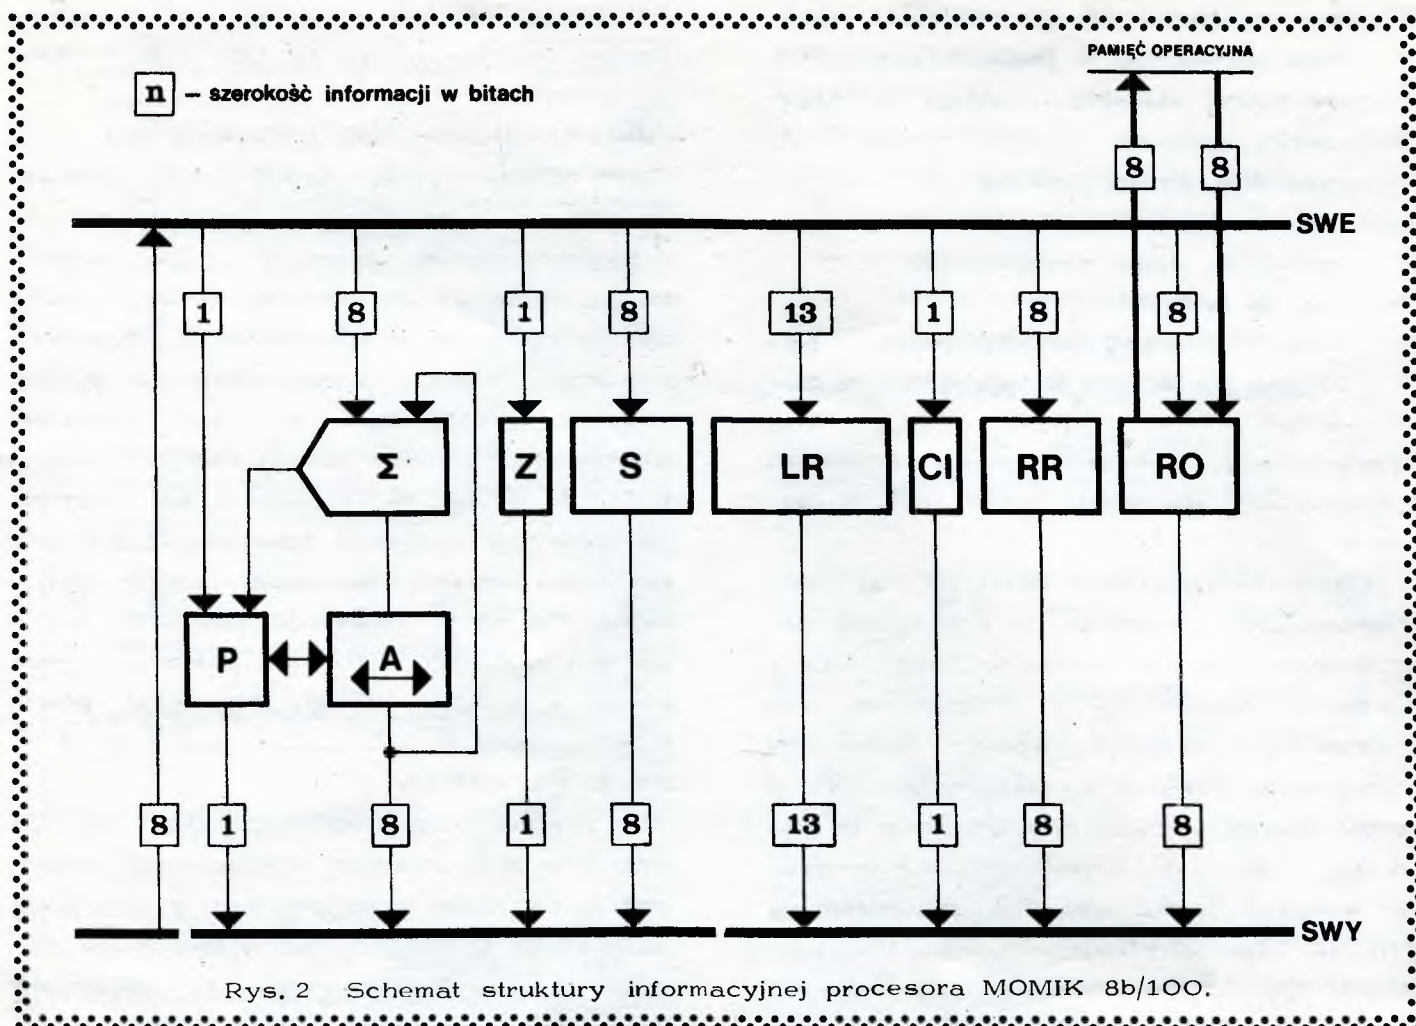 PAMIĘĆ OPERACYJNA
n – szerokość informacji w bitach
8 8
SWE
1 8 1 8 13 1 8 8
Σ Z S LR CI RR RO
P A
8 1 8 1 8 13 1 8 8
SWY
Rys. 2 Schemat struktury informacyjnej procesora MOMIK 8b/100.